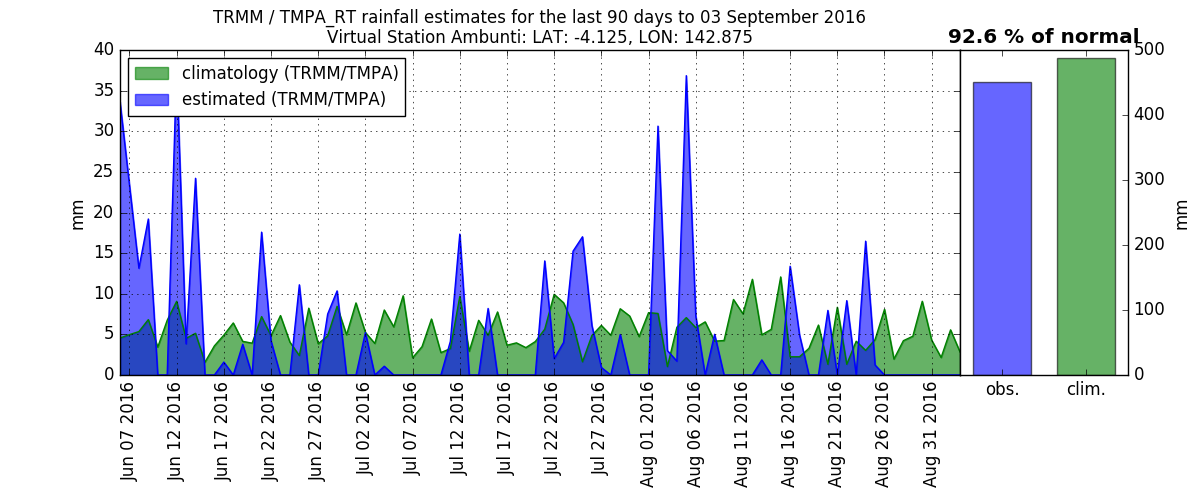 TRMM / TMPA_RT rainfall estimates for the last 90 days to 03 September 2016
Virtual Station Ambunti: LAT: -4.125, LON: 142.875
92.6 % of normal
climatology (TRMM/TMPA)
estimated (TRMM/TMPA)
mm
40
35
30
25
20
15
10
5
0
Jun 07 2016
Jun 12 2016
Jun 17 2016
Jun 22 2016
Jun 27 2016
Jul 02 2016
Jul 07 2016
Jul 12 2016
Jul 17 2016
Jul 22 2016
Jul 27 2016
Aug 01 2016
Aug 06 2016
Aug 11 2016
Aug 16 2016
Aug 21 2016
Aug 26 2016
Aug 31 2016
obs.
clim.
500
400
300
200
100
0
mm